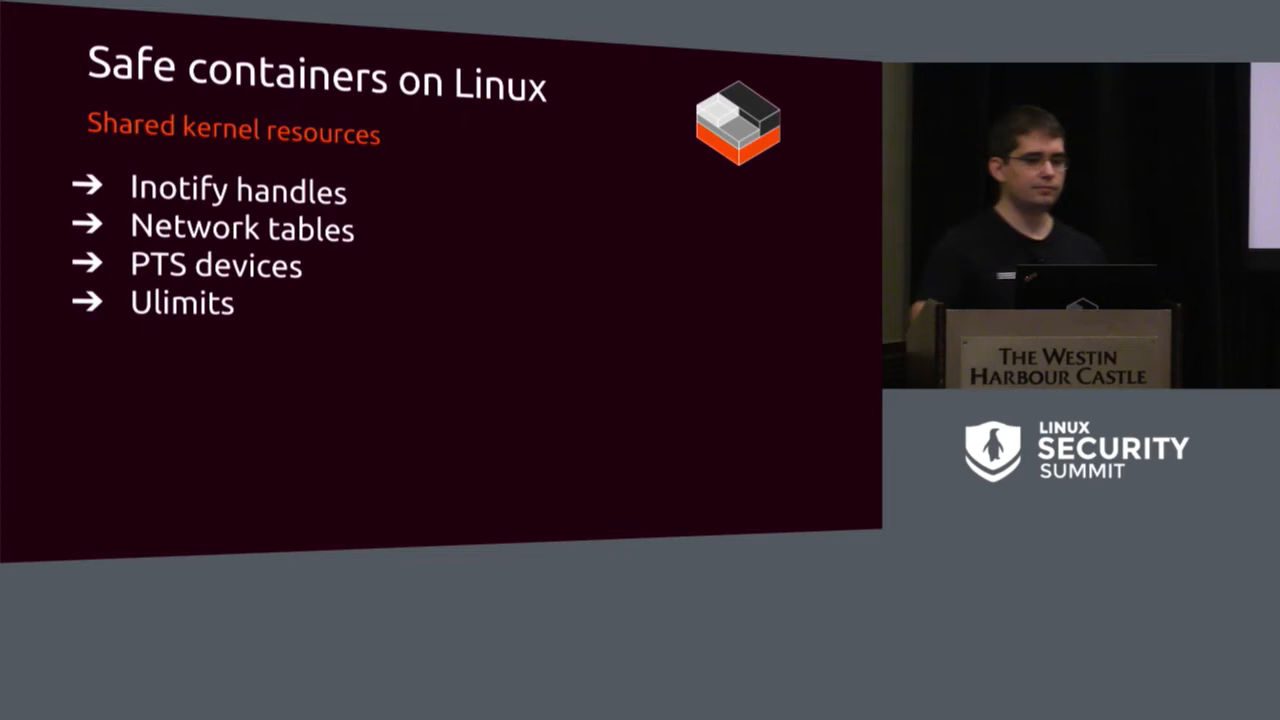 Safe containers on Linux
Shared kernel resources
➔ Inotify handles
➔ Network tables
➔ PTS devices
➔ Ulimits
THE WESTIN
HARBOUR CASTLE
LINUX
SECURITY
SUMMIT